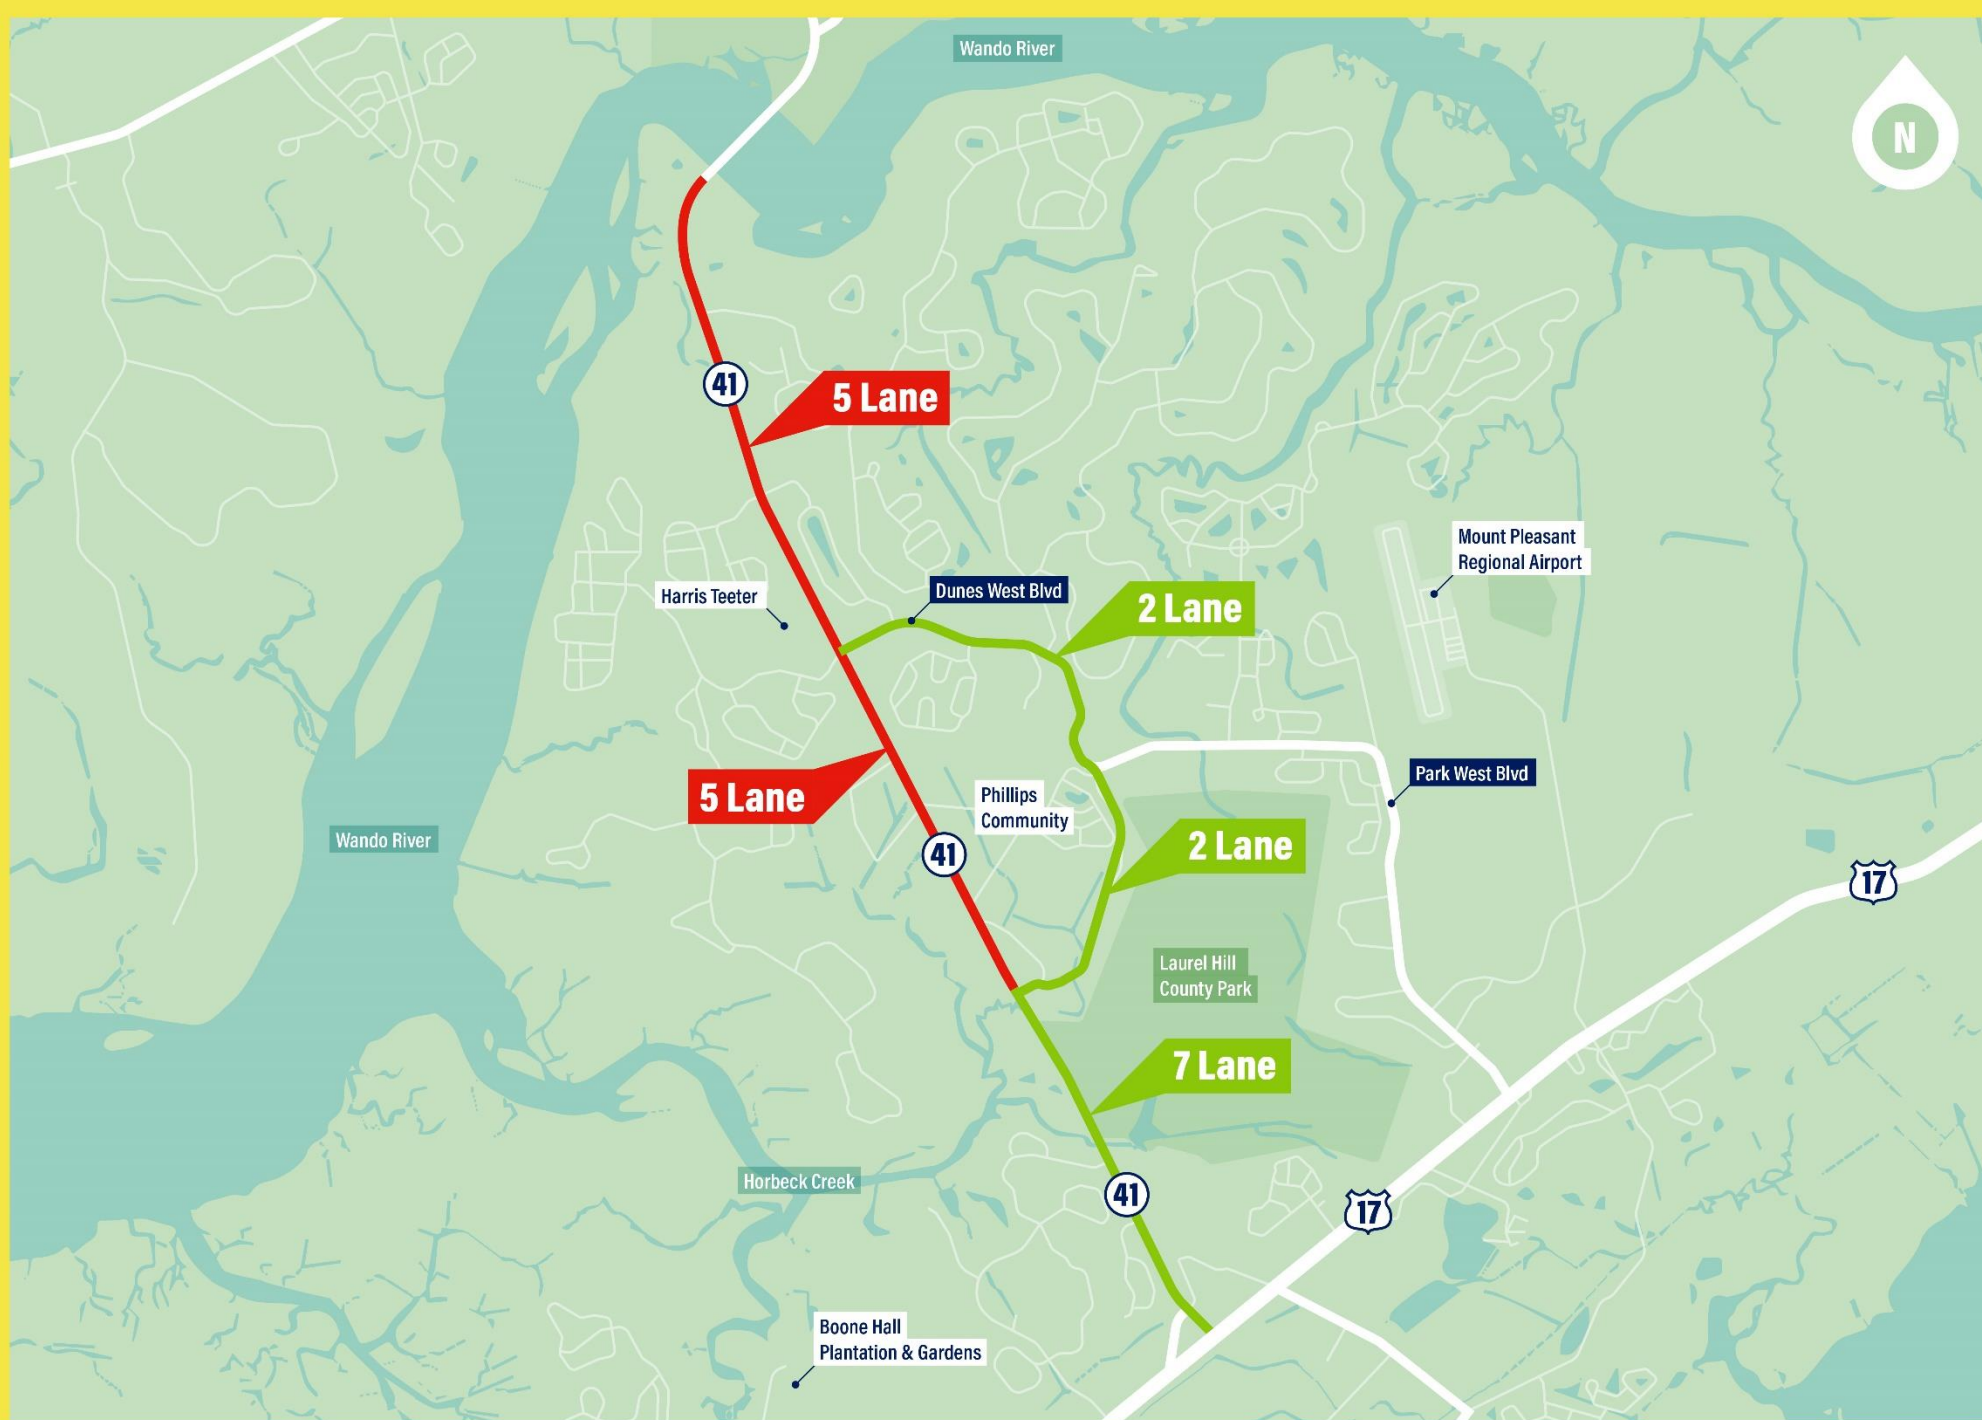 Wando River
N
41
5 Lane
Mount Pleasant
Regional Airport
Harris Teeter
Dunes West Blvd
2 Lane
Park West Blvd
5 Lane
Phillips
Community
Wando River
41
2 Lane
17
Laurel Hill
County Park
7 Lane
Horbeck Creek
41
17
Boone Hall
Plantation & Gardens